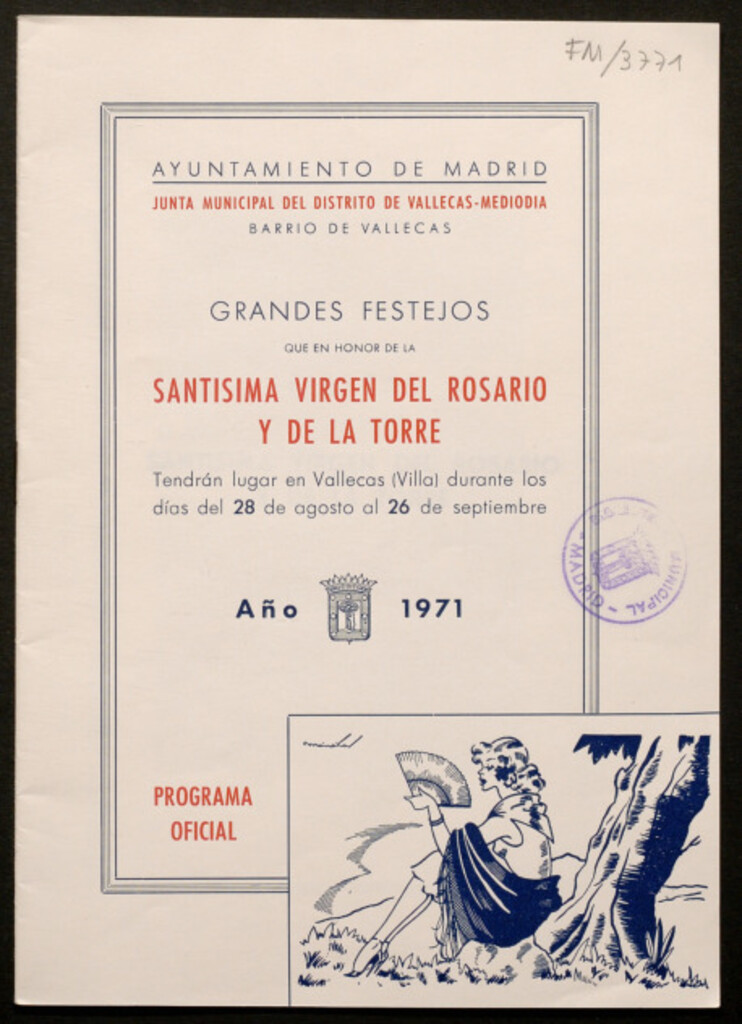 FM/3771
AYUNTAMIENTO DE MADRID
JUNTA MUNICIPAL DEL DISTRITO DE VALLECAS-MEDIODIA
BARRIO DE VALLECAS
GRANDES FESTEJOS
QUE EN HONOR DE LA
SANTISIMA VIRGEN DEL ROSARIO
Y DE LA TORRE
Tendrán lugar en Vallecas (Villa) durante los
días del 28 de agosto al 26 de septiembre
MUNICIPAL
MADRID
Año 1971
PROGRAMA
OFICIAL